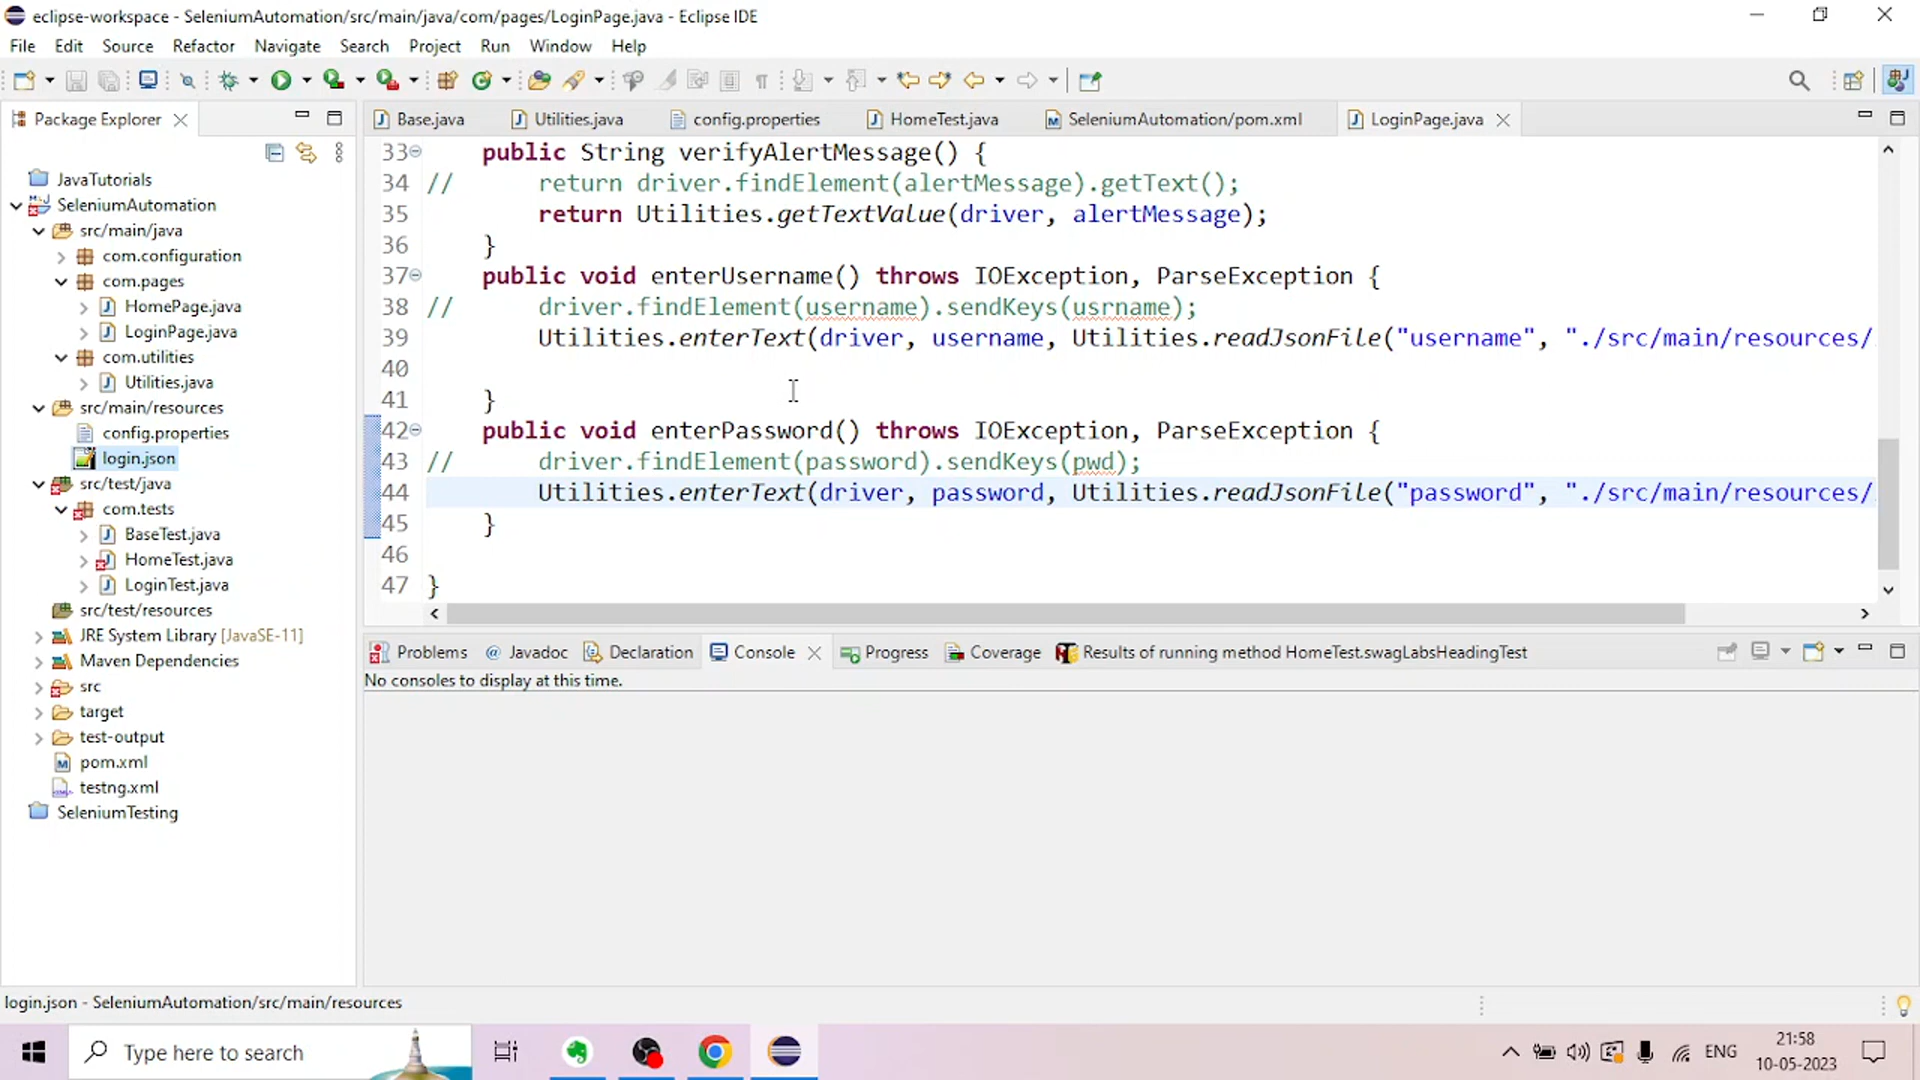 eclipse-workspace - SeleniumAutomation/src/main/java/com/pages/LoginPage.java - Eclipse IDE
File Edit Source Refactor Navigate Search Project Run Window Help
Package Explorer
JavaTutorials
SeleniumAutomation
src/main/java
com.configuration
com.pages
HomePage.java
LoginPage.java
com.utilities
Utilities.java
src/main/resources
config.properties
login.json
src/test/java
com.tests
BaseTest.java
HomeTest.java
LoginTest.java
src/test/resources
JRE System Library [JavaSE-11]
Maven Dependencies
src
target
test-output
pom.xml
testng.xml
SeleniumTesting
Base.java Utilities.java config.properties HomeTest.java SeleniumAutomation/pom.xml LoginPage.java
33 public String verifyAlertMessage() {
34 // return driver.findElement(alertMessage).getText();
35 return Utilities.getTextValue(driver, alertMessage);
36 }
37 public void enterUsername() throws IOException, ParseException {
38 // driver.findElement(username).sendKeys(usrname);
39 Utilities.enterText(driver, username, Utilities.readJsonFile("username", "./src/main/resources/
40
41 }
42 public void enterPassword() throws IOException, ParseException {
43 // driver.findElement(password).sendKeys(pwd);
44 Utilities.enterText(driver, password, Utilities.readJsonFile("password", "./src/main/resources/
45 }
46
47 }
Problems @ Javadoc Declaration Console Progress Coverage Results of running method HomeTest.swagLabsHeadingTest
No consoles to display at this time.
login.json - SeleniumAutomation/src/main/resources
Type here to search
ENG
21:58
10-05-2023